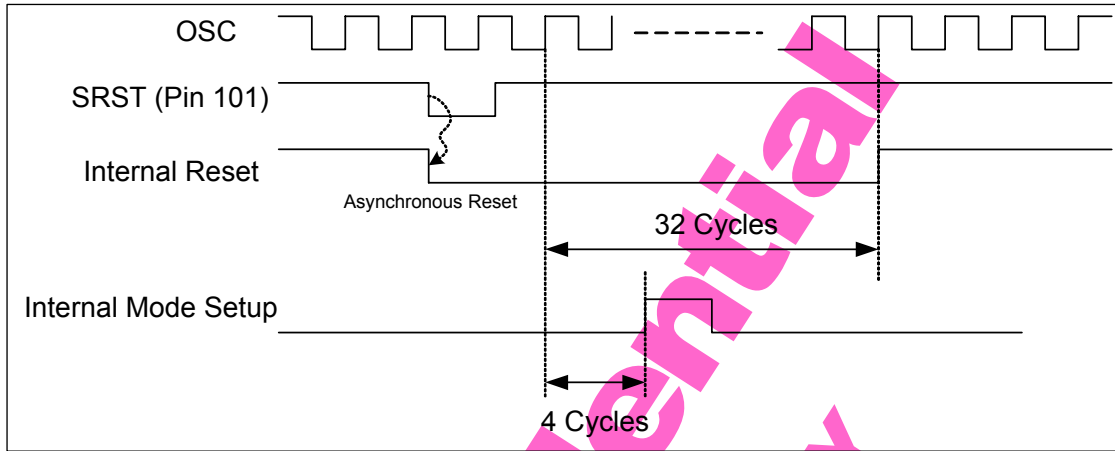 OSC
SRST (Pin 101)
Internal Reset
Asynchronous Reset
32 Cycles
Internal Mode Setup
4 Cycles